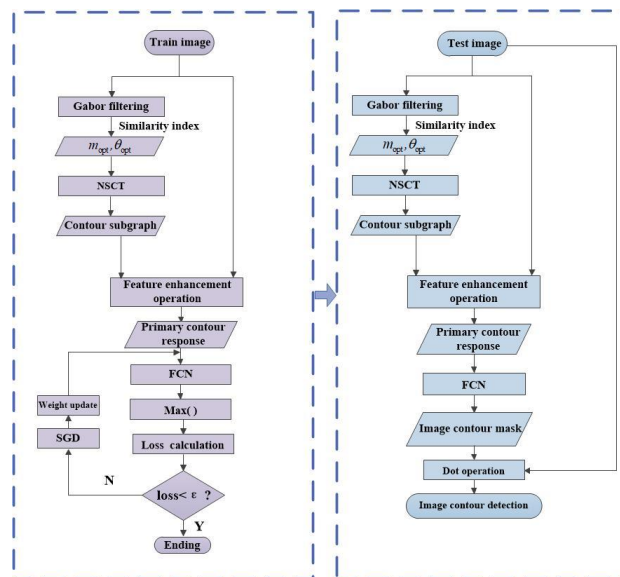 Train image
Gabor filtering
Similarity index
m_opt, θ_opt
NSCT
Contour subgraph
Feature enhancement
operation
Primary contour
response
FCN
Weight update
Max( )
SGD
Loss calculation
N
loss< ε ?
Y
Ending
Test image
Gabor filtering
Similarity index
m_opt, θ_opt
NSCT
Contour subgraph
Feature enhancement
operation
Primary contour
response
FCN
Image contour mask
Dot operation
Image contour detection